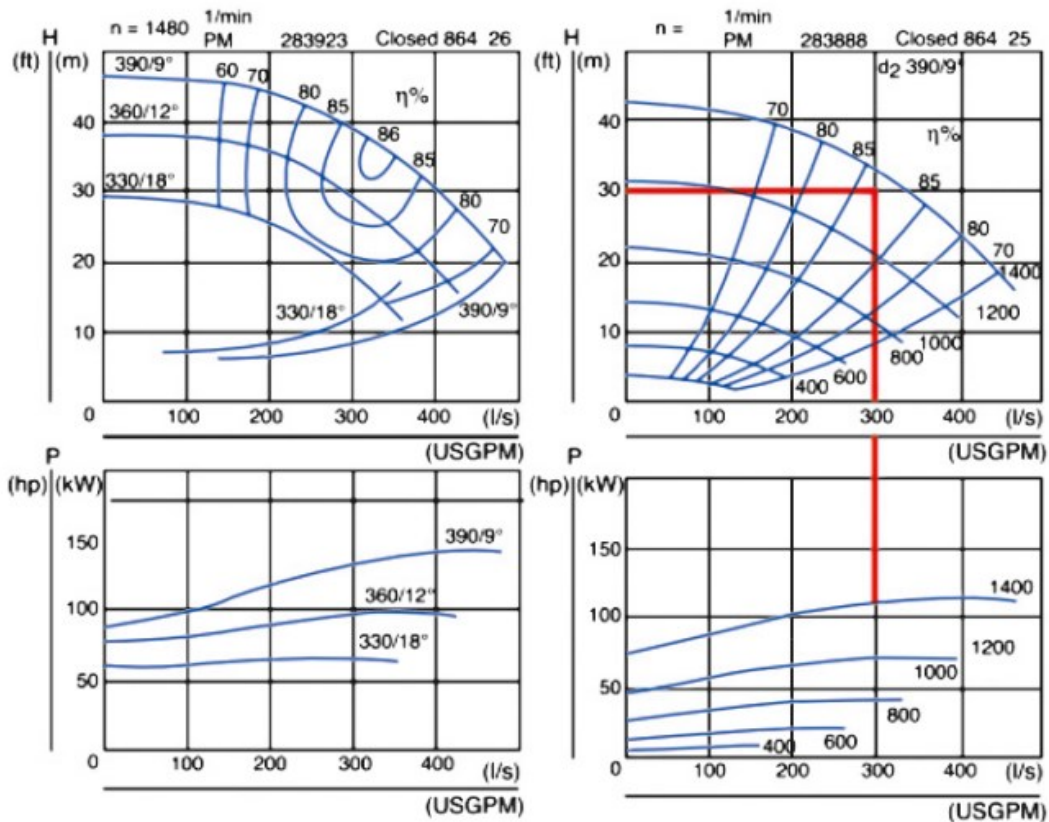 n = 1480 1/min PM 283923 Closed 864 26
H (ft) (m)
390/9°
60 70 80 85 86 85 80 70
η%
360/12°
330/18°
330/18°
390/9°
40
30
20
10
0 100 200 300 400 (l/s)
(USGPM)
n = 1/min PM 283888 Closed 864 25
H (ft) (m)
d2 390/9°
70 80 85 85 80 70
η%
1400
1200
1000
800
600
400
40
30
20
10
0 100 200 300 400 (l/s)
(USGPM)
P (hp) (kW)
150
100
50
390/9°
360/12°
330/18°
0 100 200 300 400 (l/s)
(USGPM)
P (hp) (kW)
150
100
50
1400
1200
1000
800
600
400
0 100 200 300 400 (l/s)
(USGPM)